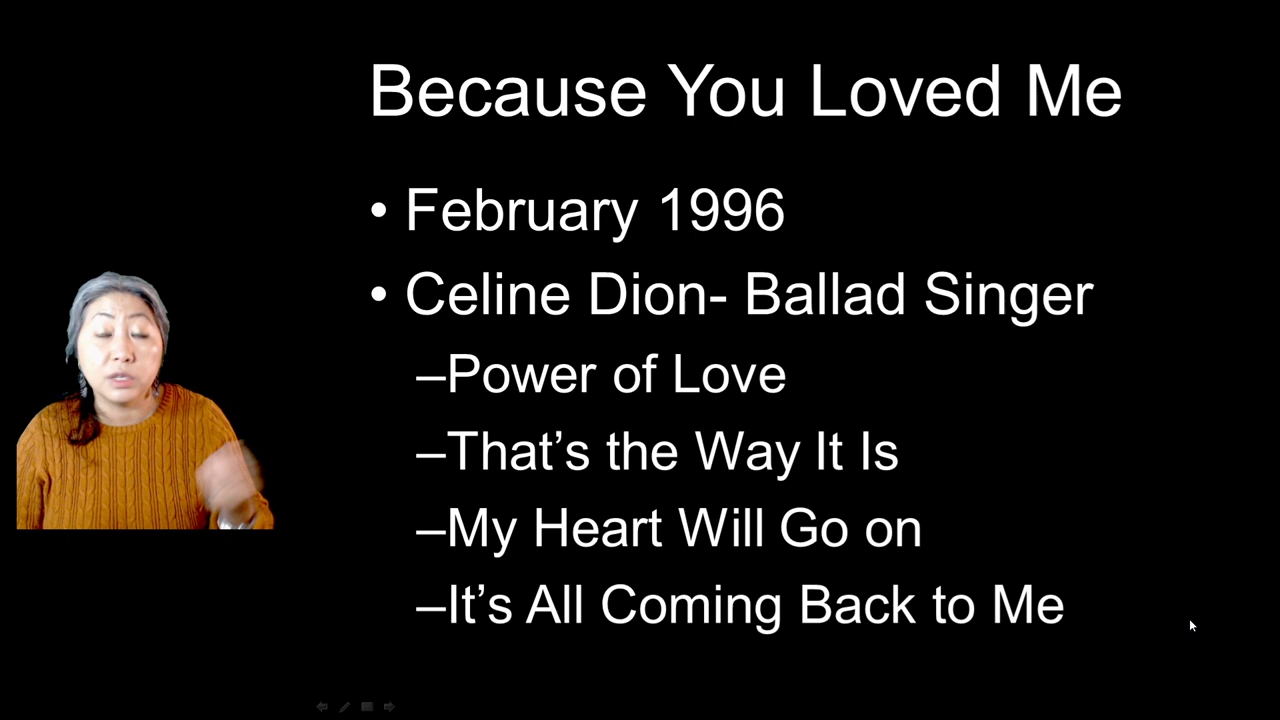 Because You Loved Me
• February 1996
• Celine Dion- Ballad Singer
–Power of Love
–That’s the Way It Is
–My Heart Will Go on
–It’s All Coming Back to Me